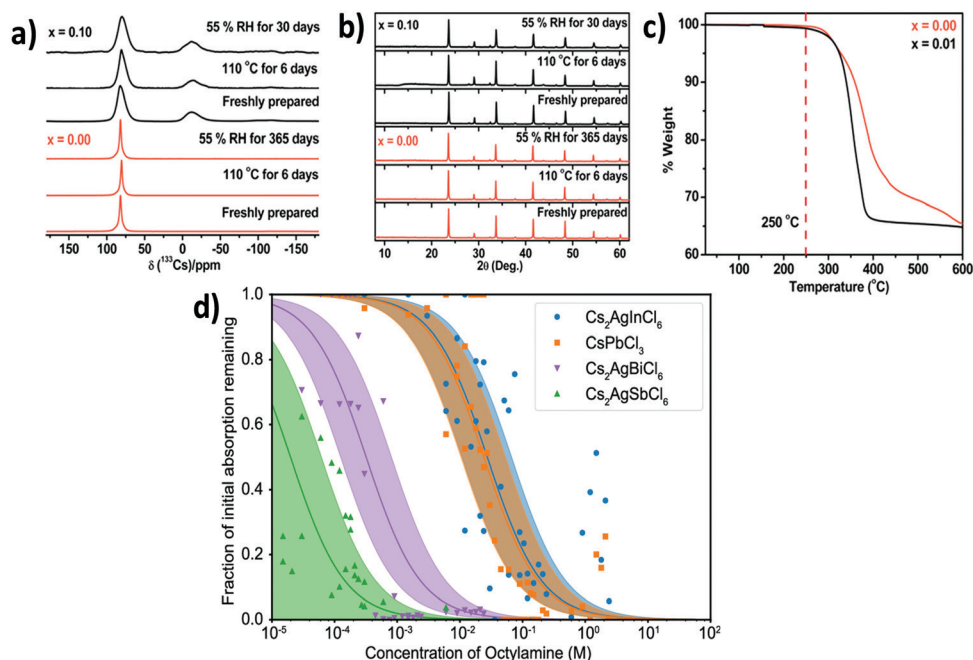 a)
x = 0.10
55 % RH for 30 days
110 °C for 6 days
Freshly prepared
x = 0.00
55 % RH for 365 days
110 °C for 6 days
Freshly prepared
150 100 50 0 -50 -100 -150
δ (¹³³Cs)/ppm
b)
x = 0.10
55 % RH for 30 days
110 °C for 6 days
Freshly prepared
x = 0.00
55 % RH for 365 days
110 °C for 6 days
Freshly prepared
10 20 30 40 50 60
2θ (Deg.)
c)
x = 0.00
x = 0.01
% Weight
100
90
80
70
60
250 °C
100 200 300 400 500 600
Temperature (°C)
d)
Fraction of initial absorption remaining
1.0
0.8
0.6
0.4
0.2
0.0
Cs₂AgInCl₆
CsPbCl₃
Cs₂AgBiCl₆
Cs₂AgSbCl₆
10⁻⁵ 10⁻⁴ 10⁻³ 10⁻² 10⁻¹ 10⁰ 10¹ 10²
Concentration of Octylamine (M)